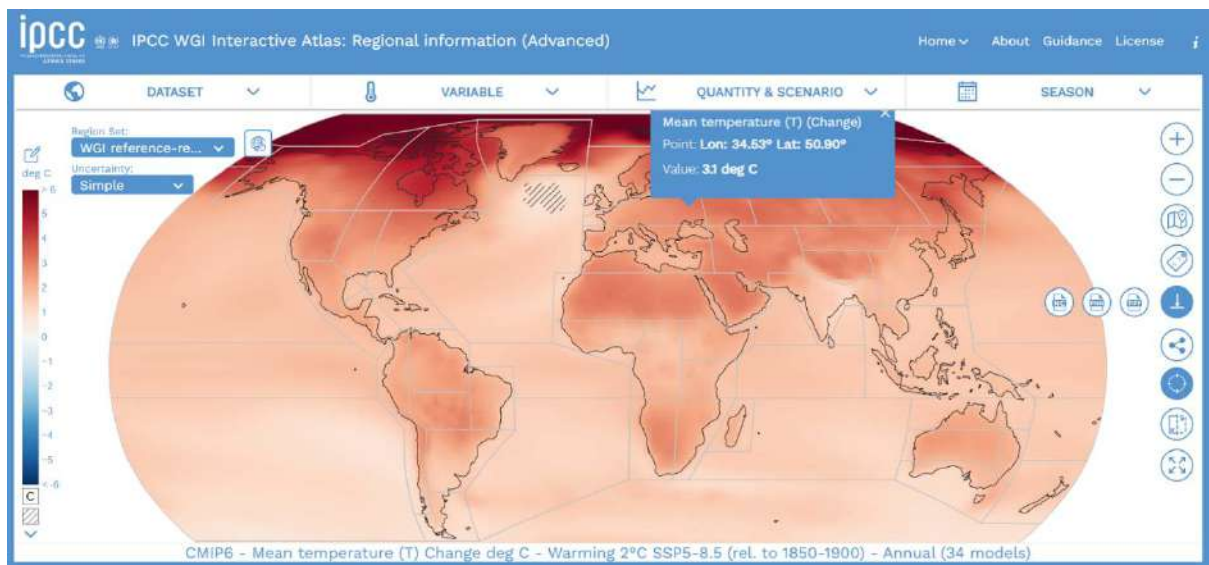 ipcc IPCC WGI Interactive Atlas: Regional information (Advanced) Home About Guidance License i
DATASET VARIABLE QUANTITY & SCENARIO SEASON
Region Set:
WGI reference-re...
Uncertainty:
Simple
Mean temperature (T) (Change)
Point: Lon: 34.53° Lat: 50.90°
Value: 3.1 deg C
deg C
> 6
5
4
3
2
1
0
-1
-2
-3
-4
-5
< -6
C
CMIP6 - Mean temperature (T) Change deg C - Warming 2°C SSP5-8.5 (rel. to 1850-1900) - Annual (34 models)